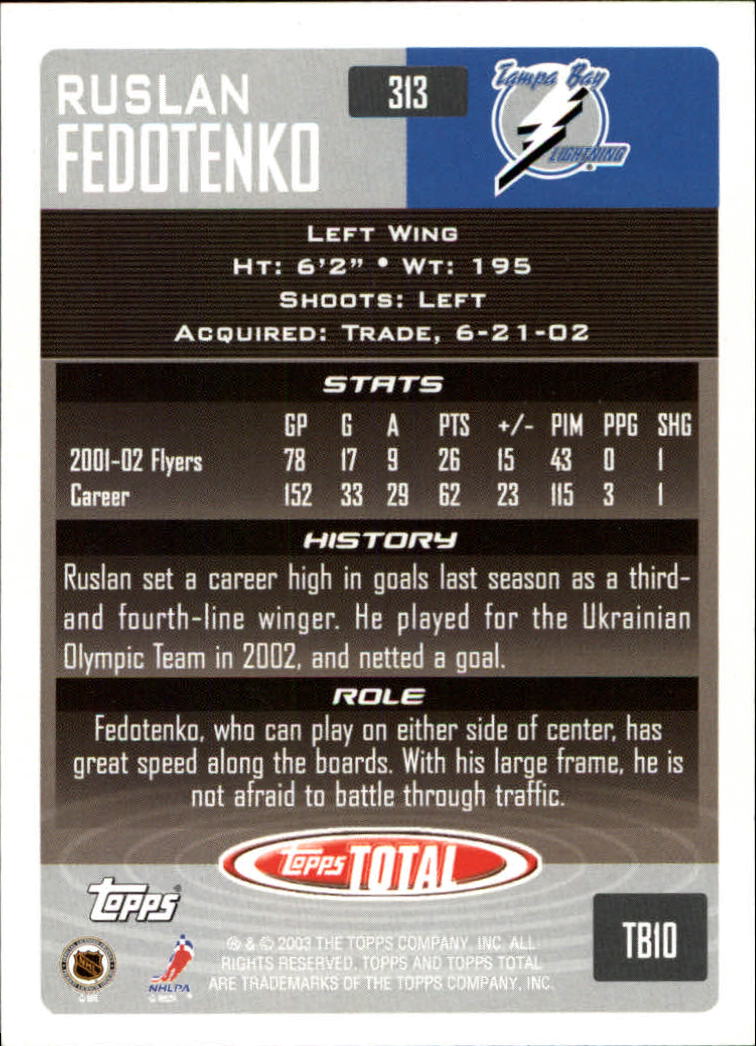 RUSLAN
FEDOTENKO
313
Tampa Bay
LIGHTNING
LEFT WING
HT: 6'2" • WT: 195
SHOOTS: LEFT
ACQUIRED: TRADE, 6-21-02
STATS
GP G A PTS +/- PIM PPG SHG
2001-02 Flyers 78 17 9 26 15 43 0 1
Career 152 33 29 62 23 115 3 1
HISTORY
Ruslan set a career high in goals last season as a third-
and fourth-line winger. He played for the Ukrainian
Olympic Team in 2002, and netted a goal.
ROLE
Fedotenko, who can play on either side of center, has
great speed along the boards. With his large frame, he is
not afraid to battle through traffic.
Topps TOTAL
Topps
TB10
NHL
NHLPA
® & © 2003 THE TOPPS COMPANY, INC. ALL
RIGHTS RESERVED. TOPPS AND TOPPS TOTAL
ARE TRADEMARKS OF THE TOPPS COMPANY, INC.